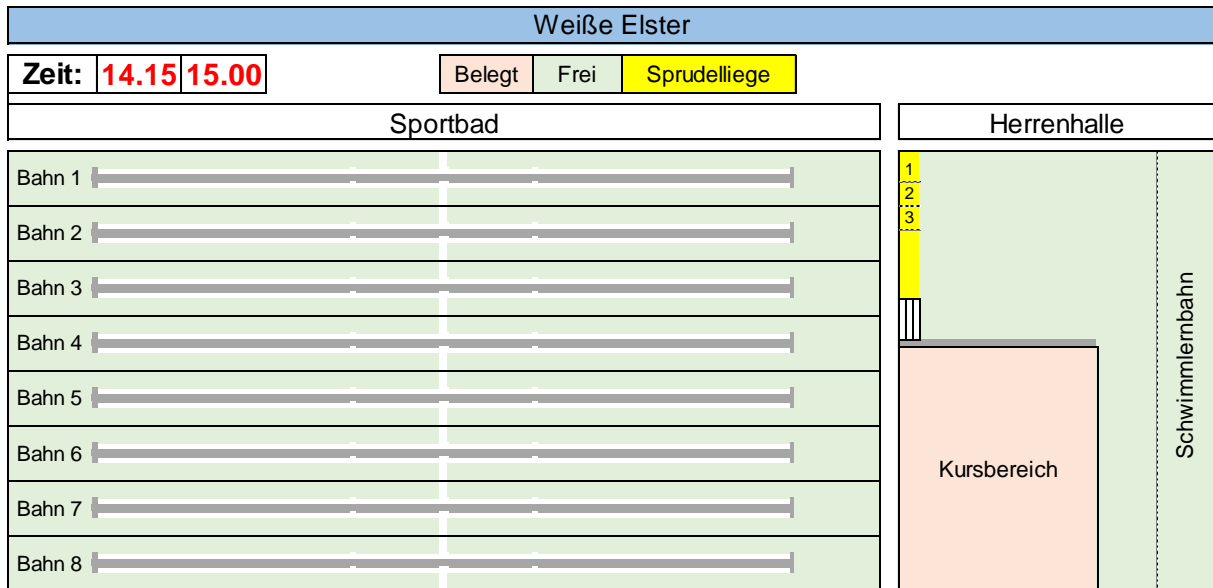 Weiße Elster
Zeit: 14.15 15.00
Belegt Frei Sprudelliege
Sportbad
Herrenhalle
Bahn 1
Bahn 2
Bahn 3
Bahn 4
Bahn 5
Bahn 6
Bahn 7
Bahn 8
1
2
3
Kursbereich
Schwimmlernbahn